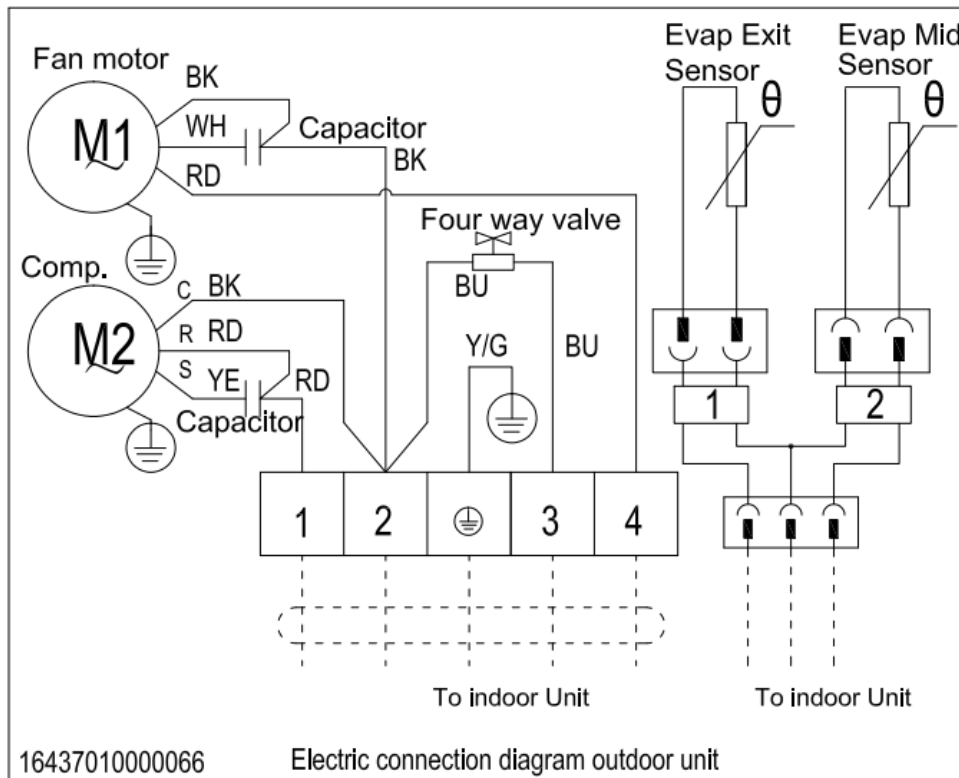 Fan motor
BK
M1
WH
Capacitor
BK
RD
Evap Exit
Sensor
θ
Evap Mid
Sensor
θ
Four way valve
Comp.
C BK
BU
M2
R RD
S YE RD
Capacitor
Y/G
BU
1 2
1 2 3 4
To indoor Unit
To indoor Unit
16437010000066
Electric connection diagram outdoor unit